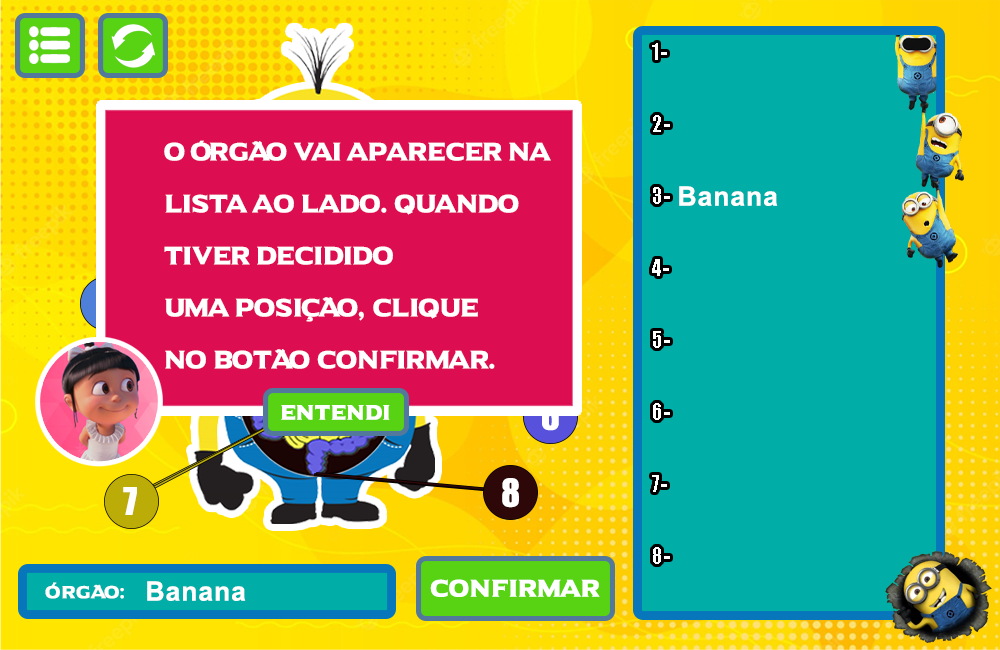 O ÓRGÃO VAI APARECER NA
LISTA AO LADO. QUANDO
TIVER DECIDIDO
UMA POSIÇÃO, CLIQUE
NO BOTÃO CONFIRMAR.
ENTENDI
7
8
ÓRGAO: Banana
CONFIRMAR
1-
2-
3- Banana
4-
5-
6-
7-
8-